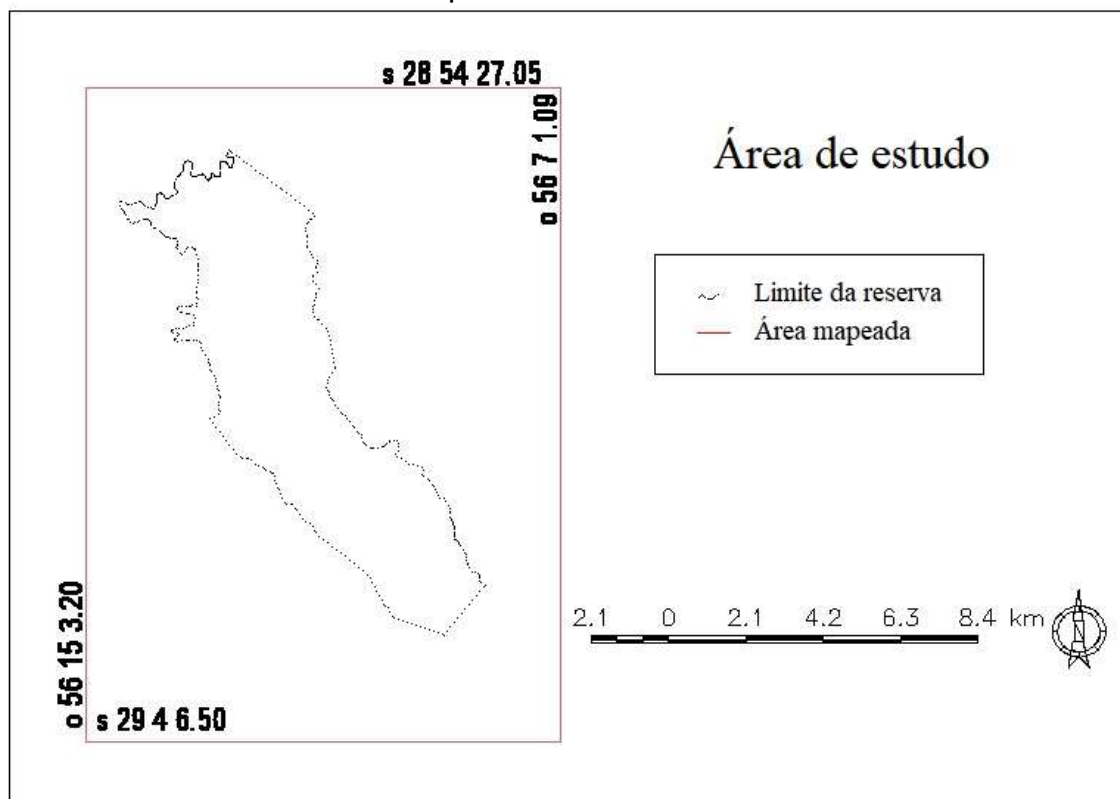 s 28 54 27.05
o 56 7 1.09
Área de estudo
Limite da reserva
Área mapeada
2.1 0 2.1 4.2 6.3 8.4 km
N
o 56 15 3.20
s 29 4 6.50